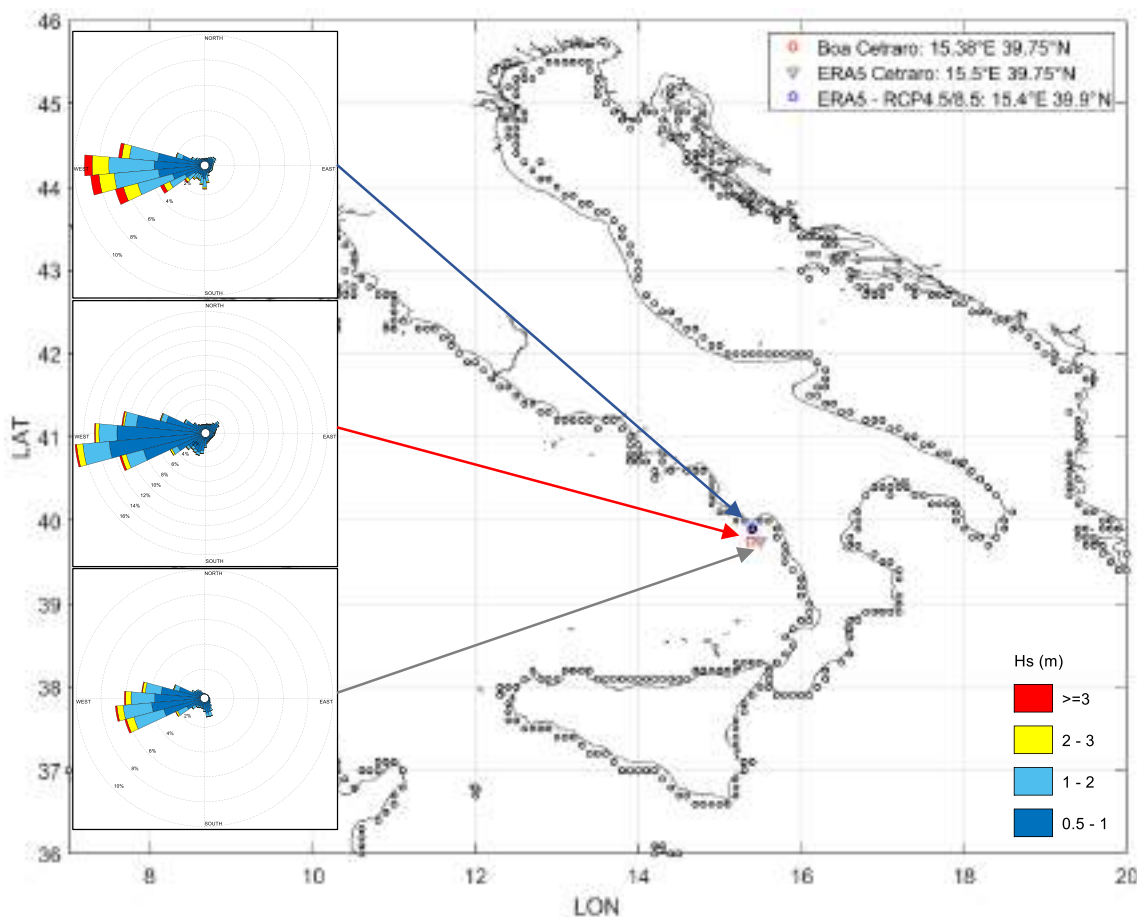 46
45
44
43
42
41
40
39
38
37
36
LAT
8
10
12
14
16
18
20
LON
Boa Cetraro: 15.38°E 39.75°N
ERA5 Cetraro: 15.5°E 39.75°N
ERA5 - RCP4.5/8.5: 15.4°E 39.9°N
NORTH
WEST
EAST
2%
4%
6%
8%
10%
SOUTH
NORTH
WEST
EAST
4%
6%
8%
10%
12%
14%
16%
SOUTH
NORTH
WEST
EAST
2%
4%
6%
8%
10%
SOUTH
Hs (m)
>=3
2 - 3
1 - 2
0.5 - 1